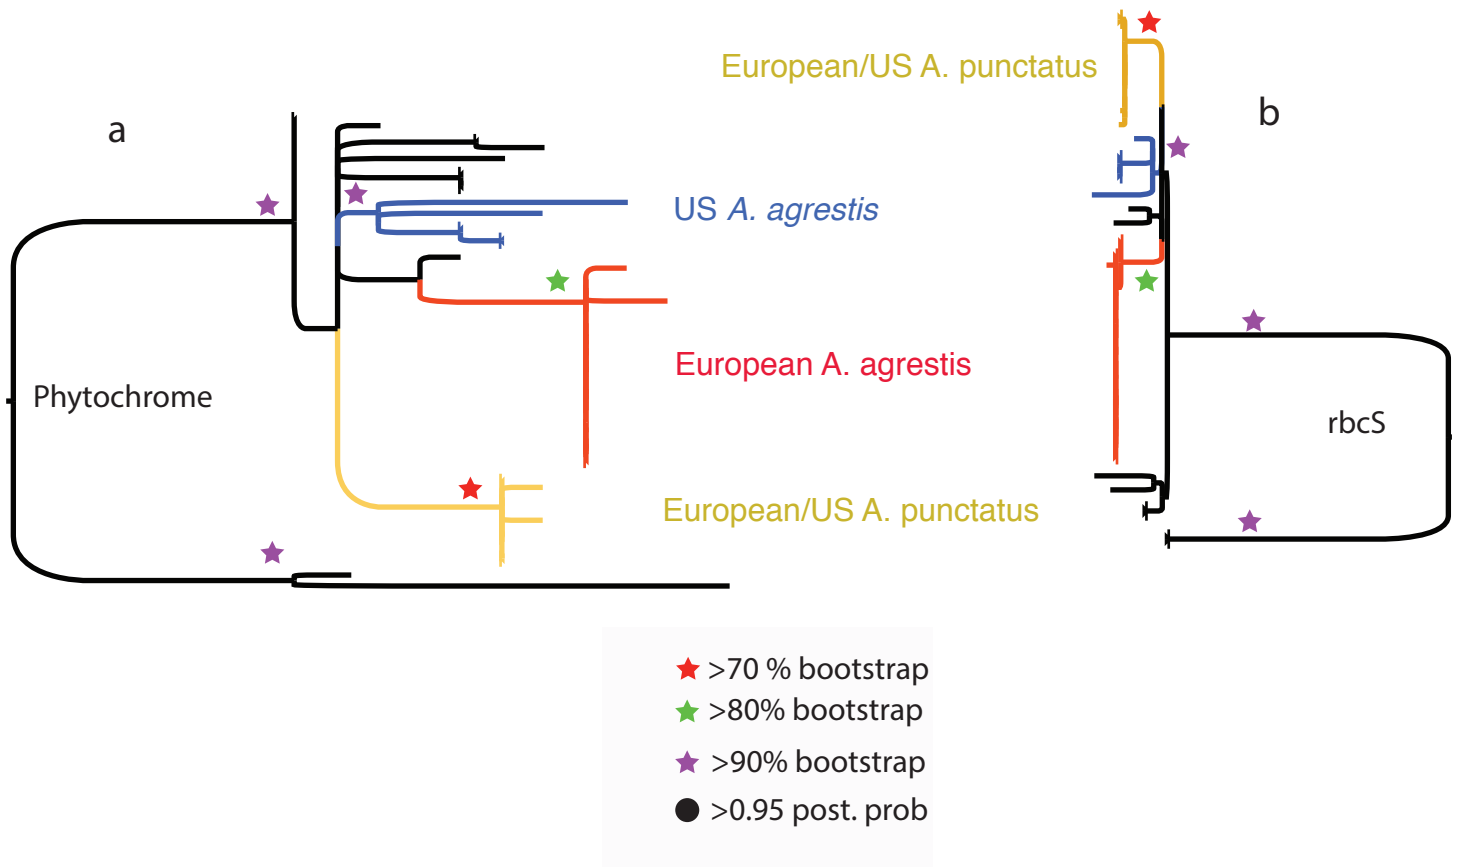 European/US A. punctatus
a
b
US A. agrestis
European A. agrestis
Phytochrome
rbcS
European/US A. punctatus
>70 % bootstrap
>80% bootstrap
>90% bootstrap
>0.95 post. prob